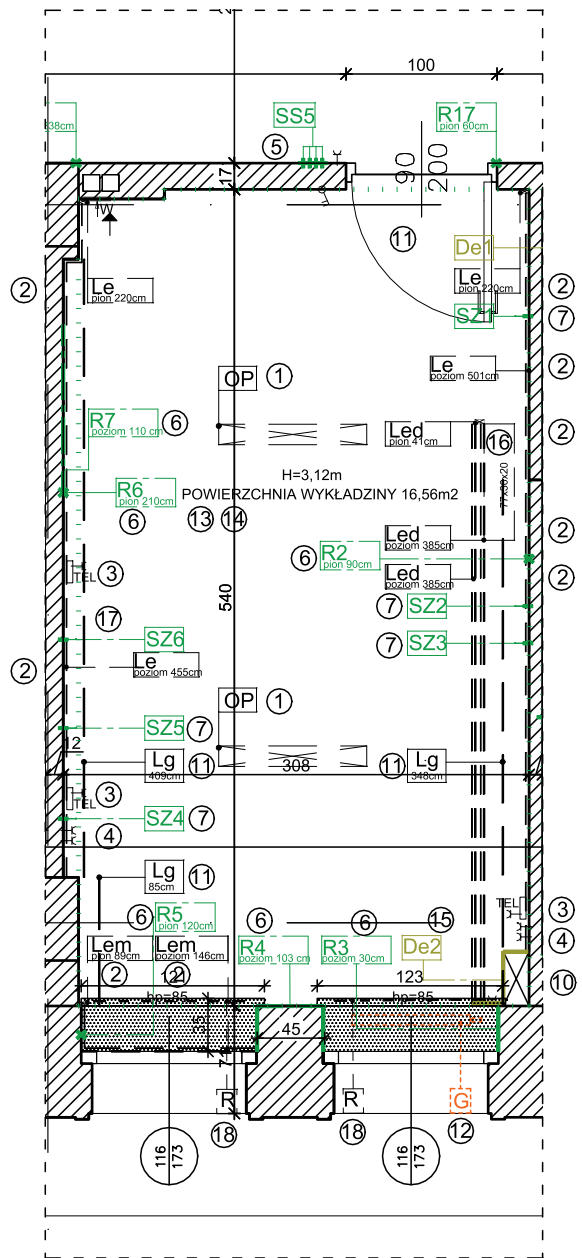 100
SS5
R17
pion 60cm
38cm
5
17
90
200
11
W
De1
Le
pion 220cm
2
Le
pion 220cm
2
SZ1
7
Le
poziom 501cm
2
OP
1
R7
poziom 110 cm
6
Led
pion 41cm
16
2
H=3,12m
77x36x20
R6
pion 210cm
POWIERZCHNIA WYKŁADZINY 16,56m2
6
13
14
R2
pion 90cm
6
Led
poziom 385cm
2
TEL
3
Led
poziom 385cm
2
540
7
SZ2
17
SZ6
7
SZ3
2
Le
poziom 455cm
OP
1
SZ5
7
12
Lg
409cm
11
308
11
Lg
348cm
TEL
3
SZ4
7
4
Lg
85cm
11
TEL
3
6
R5
pion 120cm
6
6
15
4
Lem
pion 89cm
Lem
pion 146cm
R4
poziom 103 cm
R3
poziom 30cm
De2
2
2
10
123
hp=85
hp=85
35
45
71
R
R
G
18
18
12
116
173
116
173